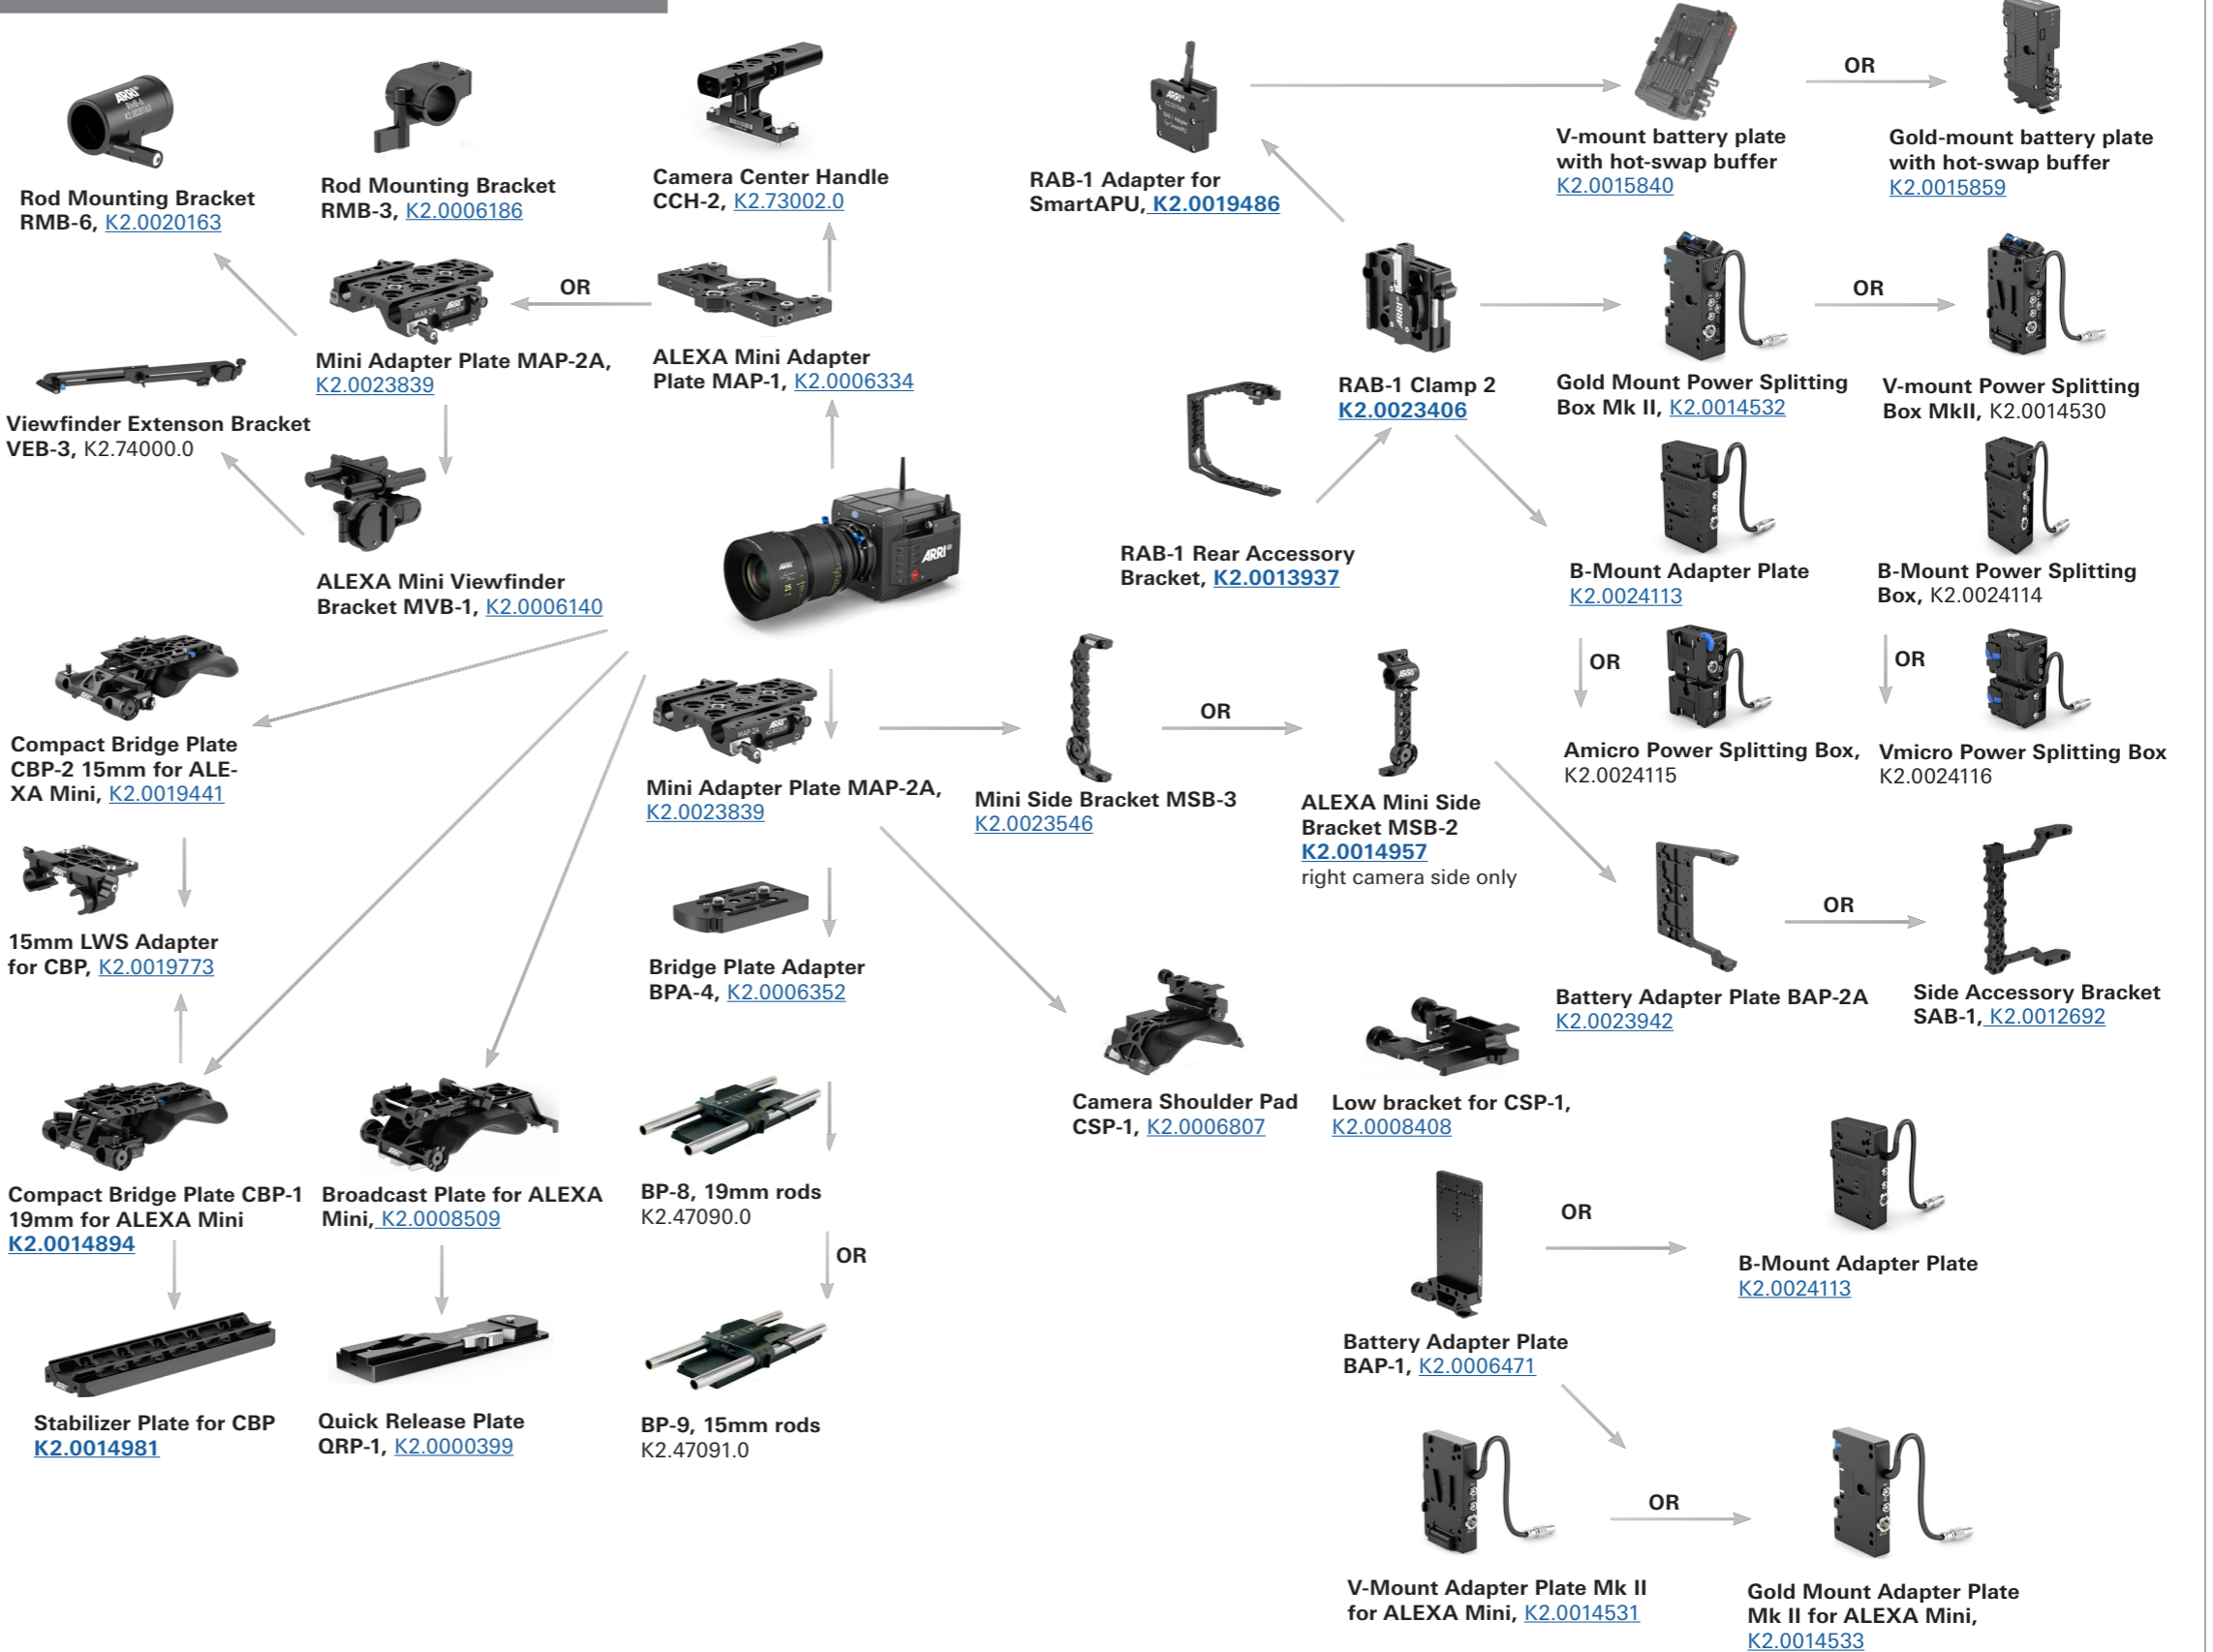 Rod Mounting Bracket
RMB-6, K2.0020163
Rod Mounting Bracket
RMB-3, K2.0006186
Camera Center Handle
CCH-2, K2.73002.0
RAB-1 Adapter for
SmartAPU, K2.0019486
V-mount battery plate
with hot-swap buffer
K2.0015840
OR
Gold-mount battery plate
with hot-swap buffer
K2.0015859
Mini Adapter Plate MAP-2A,
K2.0023839
OR
ALEXA Mini Adapter
Plate MAP-1, K2.0006334
RAB-1 Clamp 2
K2.0023406
Gold Mount Power Splitting
Box Mk II, K2.0014532
OR
V-mount Power Splitting
Box MkII, K2.0014530
Viewfinder Extenson Bracket
VEB-3, K2.74000.0
ALEXA Mini Viewfinder
Bracket MVB-1, K2.0006140
ARRI
RAB-1 Rear Accessory
Bracket, K2.0013937
B-Mount Adapter Plate
K2.0024113
B-Mount Power Splitting
Box, K2.0024114
OR
OR
Amicro Power Splitting Box,
K2.0024115
Vmicro Power Splitting Box
K2.0024116
Compact Bridge Plate
CBP-2 15mm for ALE-
XA Mini, K2.0019441
Mini Adapter Plate MAP-2A,
K2.0023839
Mini Side Bracket MSB-3
K2.0023546
OR
ALEXA Mini Side
Bracket MSB-2
K2.0014957
right camera side only
15mm LWS Adapter
for CBP, K2.0019773
Bridge Plate Adapter
BPA-4, K2.0006352
Battery Adapter Plate BAP-2A
K2.0023942
OR
Side Accessory Bracket
SAB-1, K2.0012692
Camera Shoulder Pad
CSP-1, K2.0006807
Low bracket for CSP-1,
K2.0008408
Compact Bridge Plate CBP-1
19mm for ALEXA Mini
K2.0014894
Broadcast Plate for ALEXA
Mini, K2.0008509
BP-8, 19mm rods
K2.47090.0
OR
OR
B-Mount Adapter Plate
K2.0024113
Battery Adapter Plate
BAP-1, K2.0006471
Stabilizer Plate for CBP
K2.0014981
Quick Release Plate
QRP-1, K2.0000399
BP-9, 15mm rods
K2.47091.0
OR
V-Mount Adapter Plate Mk II
for ALEXA Mini, K2.0014531
Gold Mount Adapter Plate
Mk II for ALEXA Mini,
K2.0014533